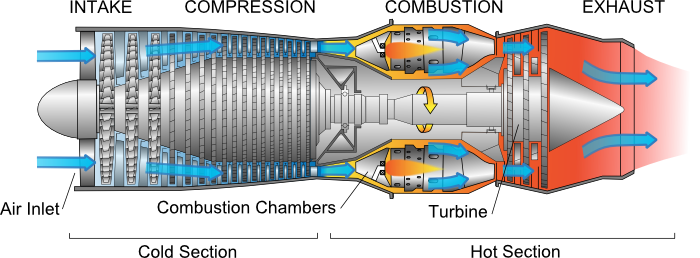 INTAKE COMPRESSION COMBUSTION EXHAUST
Air Inlet
Combustion Chambers
Turbine
Cold Section
Hot Section